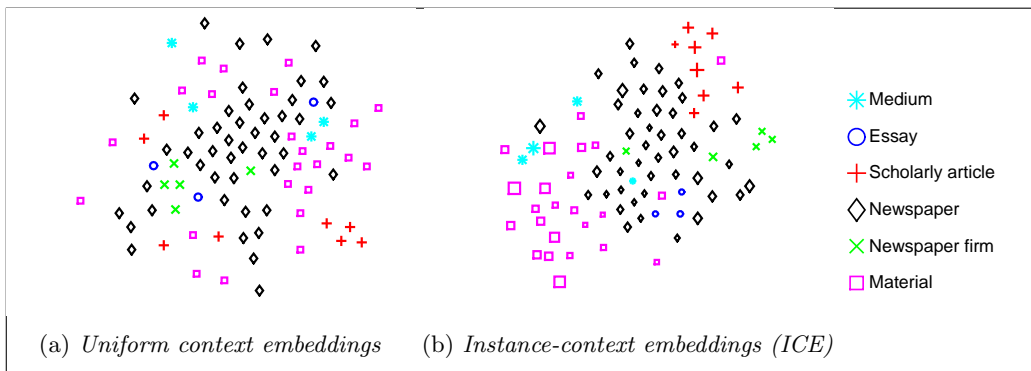 Medium
Essay
Scholarly article
Newspaper
Newspaper firm
Material
(a) Uniform context embeddings
(b) Instance-context embeddings (ICE)